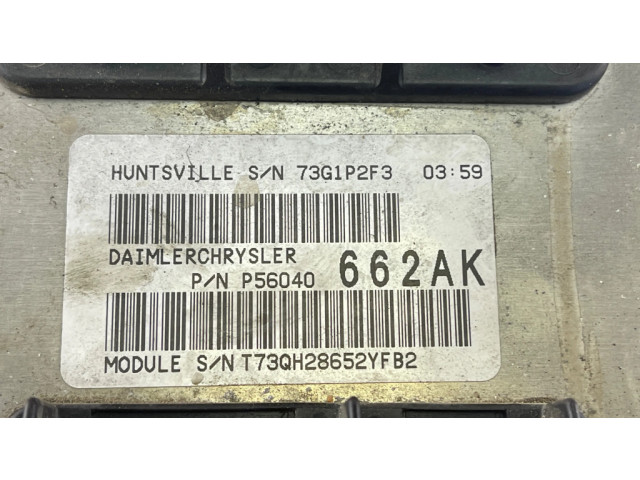 HUNTSVILLE S/N 73G1P2F3 03:59
DAIMLERCHRYSLER
P/N P56040 662AK
MODULE S/N T73QH28652YFB2